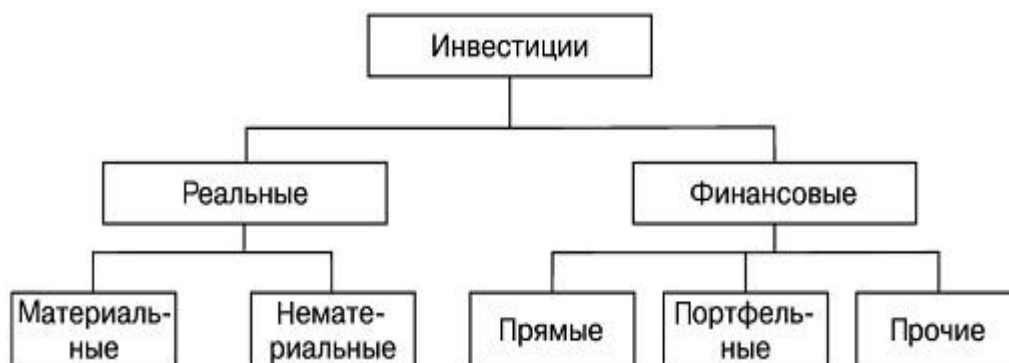 Инвестиции
Реальные
Финансовые
Материаль-
ные
Немате-
риальные
Прямые
Портфель-
ные
Прочие